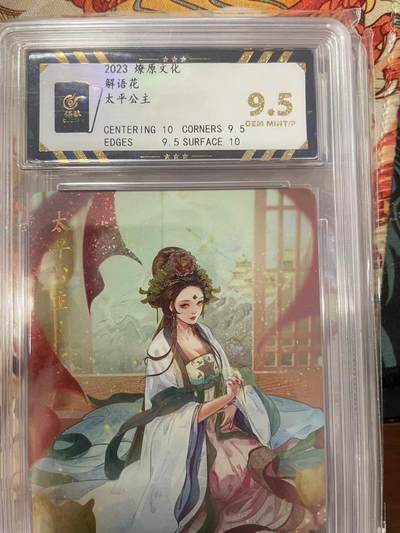 2023 燎原文化
解语花
太平公主
CENTERING 10 CORNERS 9.5
EDGES 9.5 SURFACE 10
9.5
GEM MINT/P
太平公主